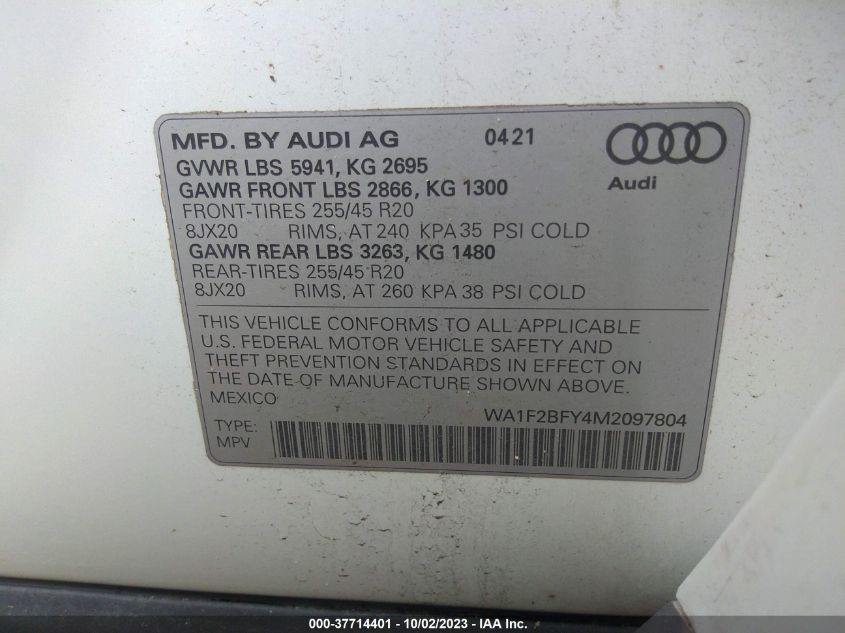 MFD. BY AUDI AG 0421
GVWR LBS 5941, KG 2695
GAWR FRONT LBS 2866, KG 1300
FRONT-TIRES 255/45 R20
8JX20 RIMS, AT 240 KPA 35 PSI COLD
GAWR REAR LBS 3263, KG 1480
REAR-TIRES 255/45 R20
8JX20 RIMS, AT 260 KPA 38 PSI COLD
Audi
THIS VEHICLE CONFORMS TO ALL APPLICABLE
U.S. FEDERAL MOTOR VEHICLE SAFETY AND
THEFT PREVENTION STANDARDS IN EFFECT ON
THE DATE OF MANUFACTURE SHOWN ABOVE.
MEXICO
WA1F2BFY4M2097804
TYPE:
MPV
000-37714401 - 10/02/2023 - IAA Inc.